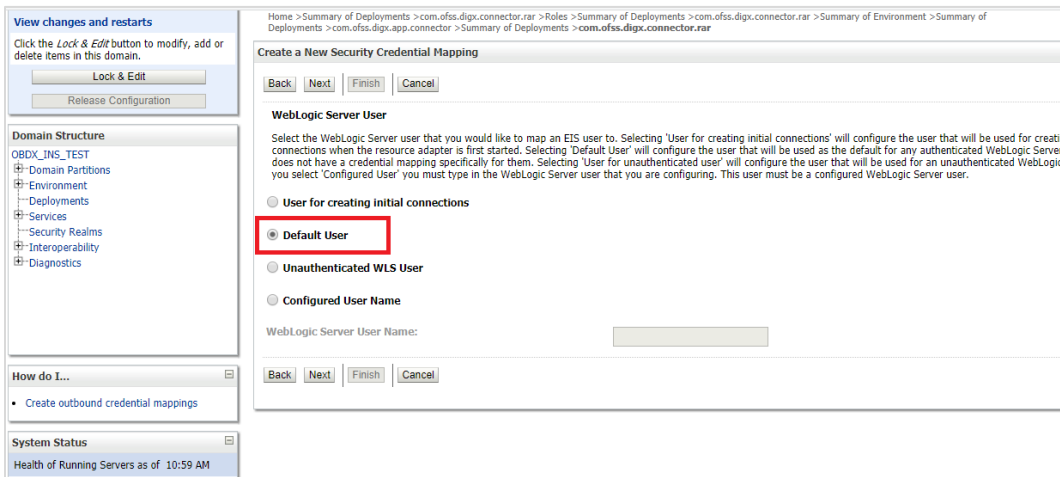 View changes and restarts
Click the Lock & Edit button to modify, add or
delete items in this domain.
Lock & Edit
Release Configuration
Domain Structure
OBDX_INS_TEST
Domain Partitions
Environment
Deployments
Services
Security Realms
Interoperability
Diagnostics
How do I...
Create outbound credential mappings
System Status
Health of Running Servers as of 10:59 AM
Home >Summary of Deployments >com.ofss.digx.connector.rar >Roles >Summary of Deployments >com.ofss.digx.connector.rar >Summary of Environment >Summary of
Deployments >com.ofss.digx.app.connector >Summary of Deployments >com.ofss.digx.connector.rar
Create a New Security Credential Mapping
Back Next Finish Cancel
WebLogic Server User
Select the WebLogic Server user that you would like to map an EIS user to. Selecting 'User for creating initial connections' will configure the user that will be used for creati
connections when the resource adapter is first started. Selecting 'Default User' will configure the user that will be used as the default for any authenticated WebLogic Server
does not have a credential mapping specifically for them. Selecting 'User for unauthenticated user' will configure the user that will be used for an unauthenticated WebLogic
you select 'Configured User' you must type in the WebLogic Server user that you are configuring. This user must be a configured WebLogic Server user.
User for creating initial connections
Default User
Unauthenticated WLS User
Configured User Name
WebLogic Server User Name:
Back Next Finish Cancel